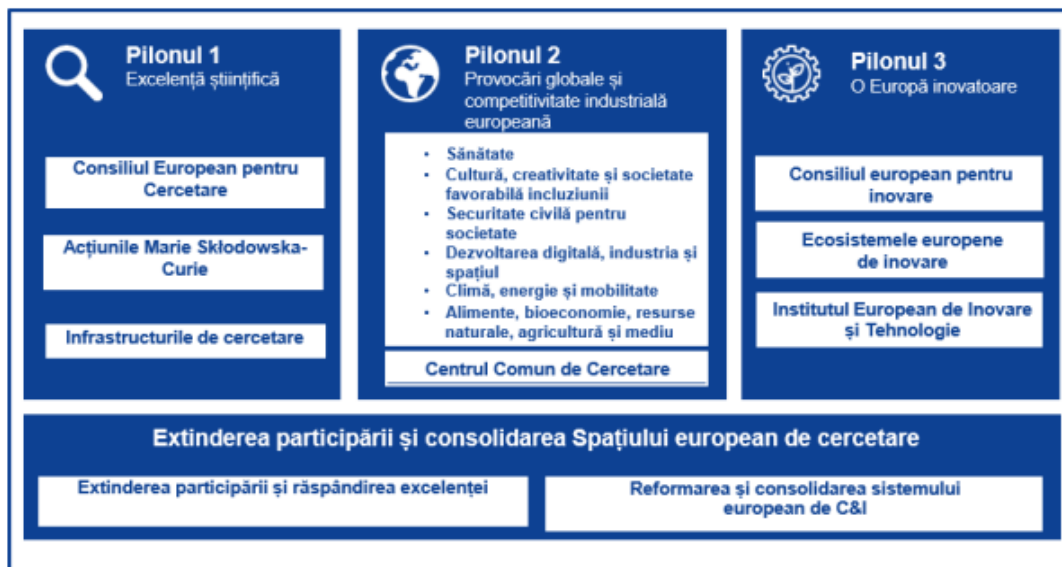 Pilonul 1
Excelență științifică
Consiliul European pentru
Cercetare
Acțiunile Marie Skłodowska-
Curie
Infrastructurile de cercetare
Pilonul 2
Provocări globale și
competitivitate industrială
europeană
• Sănătate
• Cultură, creativitate și societate
favorabilă incluziunii
• Securitate civilă pentru
societate
• Dezvoltarea digitală, industria și
spațiul
• Climă, energie și mobilitate
• Alimente, bioeconomie, resurse
naturale, agricultură și mediu
Centrul Comun de Cercetare
Pilonul 3
O Europă inovatoare
Consiliul european pentru
inovare
Ecosistemele europene
de inovare
Institutul European de Inovare
și Tehnologie
Extinderea participării și consolidarea Spațiului european de cercetare
Extinderea participării și răspândirea excelenței
Reformarea și consolidarea sistemului
european de C&I